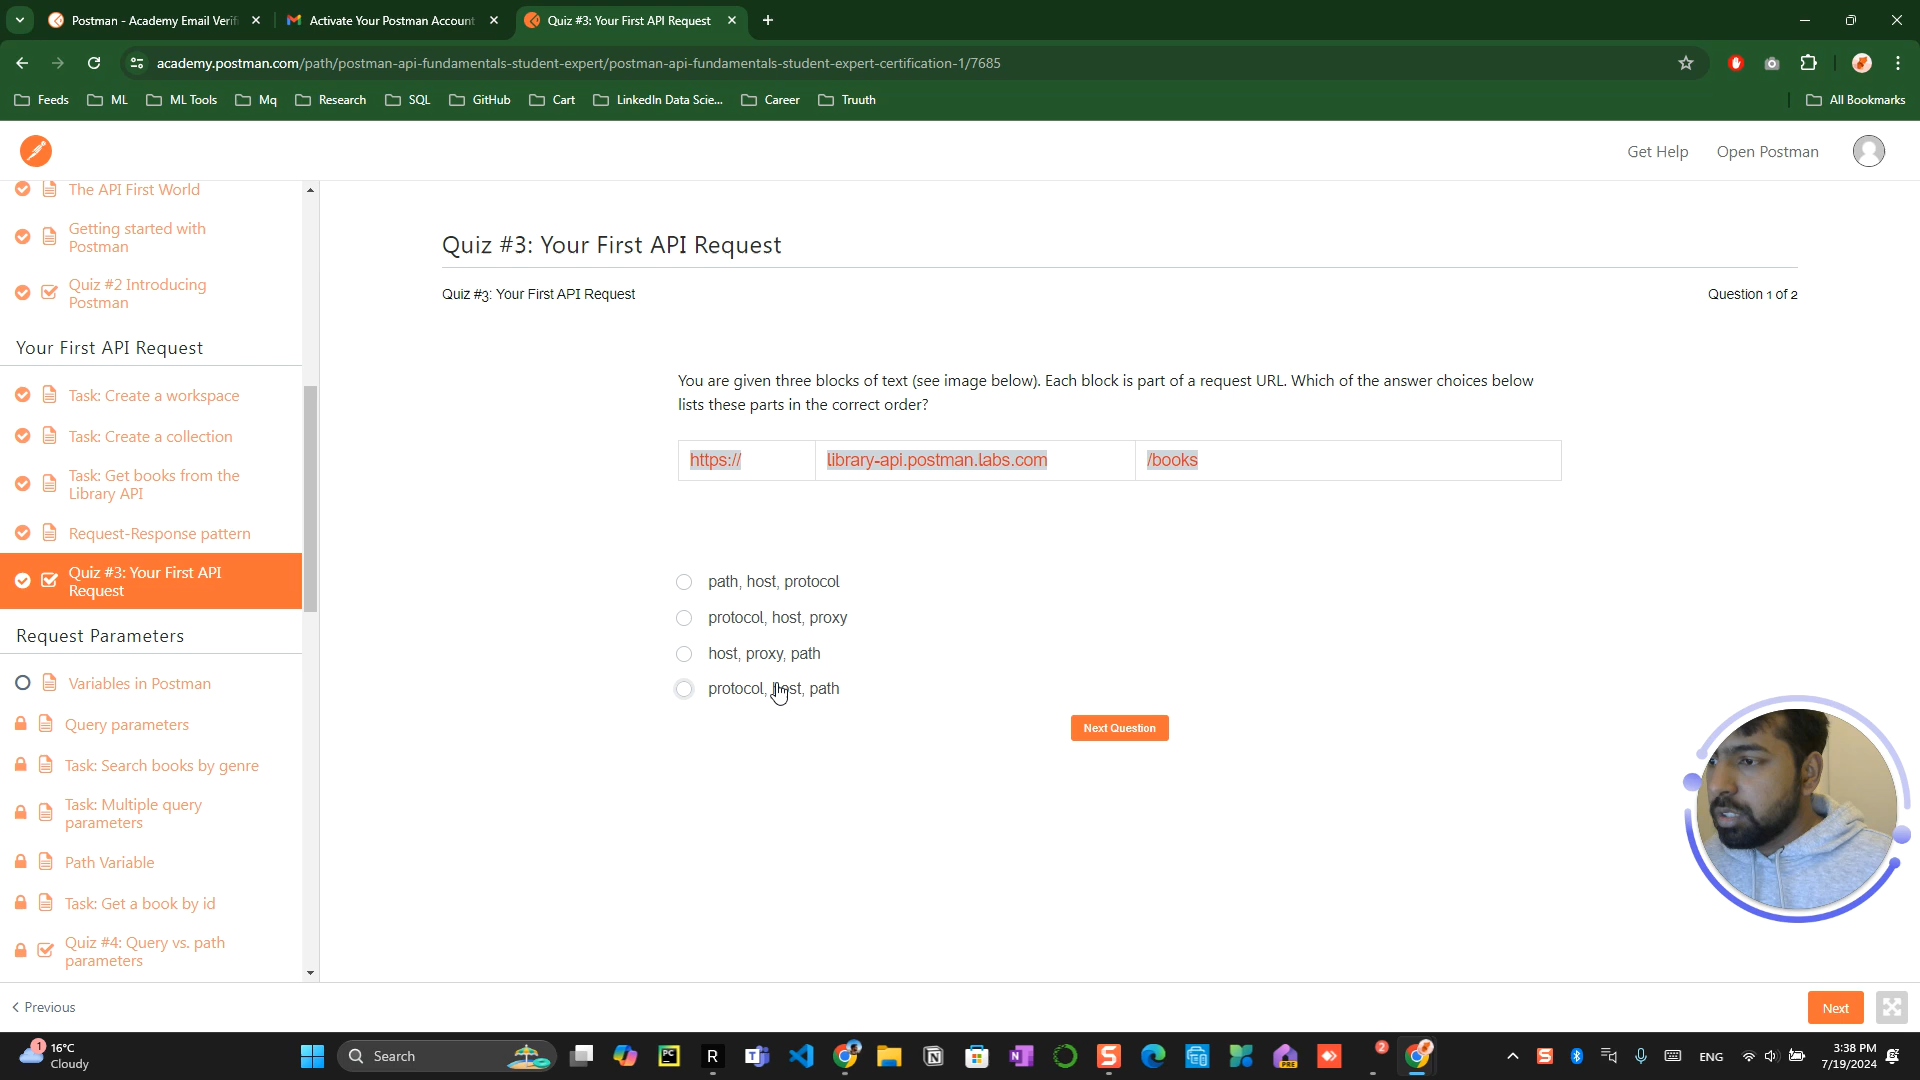 Postman - Academy Email Verifi
Activate Your Postman Account
Quiz #3: Your First API Request
academy.postman.com/path/postman-api-fundamentals-student-expert/postman-api-fundamentals-student-expert-certification-1/7685
Feeds
ML
ML Tools
Mq
Research
SQL
GitHub
Cart
LinkedIn Data Scie...
Career
Truuth
All Bookmarks
Get Help
Open Postman
The API First World
Getting started with
Postman
Quiz #2 Introducing
Postman
Your First API Request
Task: Create a workspace
Task: Create a collection
Task: Get books from the
Library API
Request-Response pattern
Quiz #3: Your First API
Request
Request Parameters
Variables in Postman
Query parameters
Task: Search books by genre
Task: Multiple query
parameters
Path Variable
Task: Get a book by id
Quiz #4: Query vs. path
parameters
Quiz #3: Your First API Request
Quiz #3: Your First API Request
Question 1 of 2
You are given three blocks of text (see image below). Each block is part of a request URL. Which of the answer choices below
lists these parts in the correct order?
https://
library-api.postman.labs.com
/books
path, host, protocol
protocol, host, proxy
host, proxy, path
protocol, host, path
Next Question
< Previous
Next
1
16°C
Cloudy
Search
PC
R
T
N
N
S
PRE
2
S
ENG
3:38 PM
7/19/2024